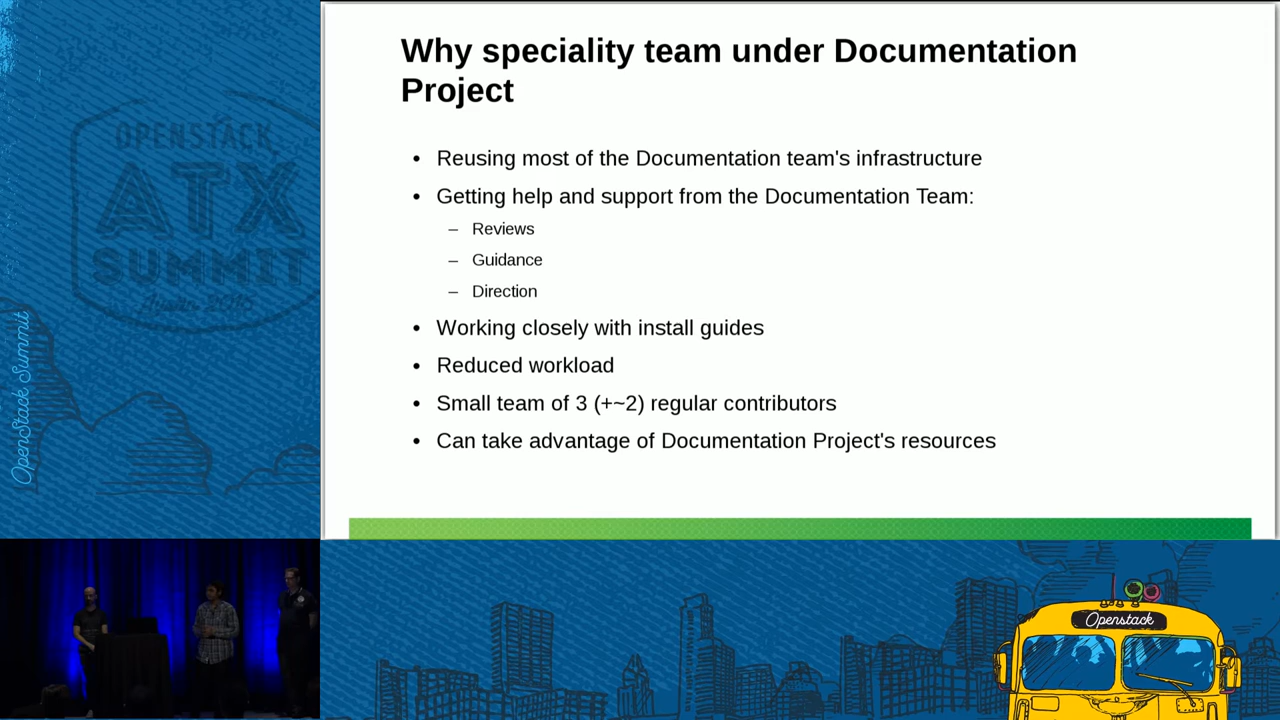 Why speciality team under Documentation
Project
• Reusing most of the Documentation team's infrastructure
• Getting help and support from the Documentation Team:
– Reviews
– Guidance
– Direction
• Working closely with install guides
• Reduced workload
• Small team of 3 (+~2) regular contributors
• Can take advantage of Documentation Project's resources
OPENSTACK
ATX
SUMMIT
Austin 2016
OpenStack Summit
Openstack